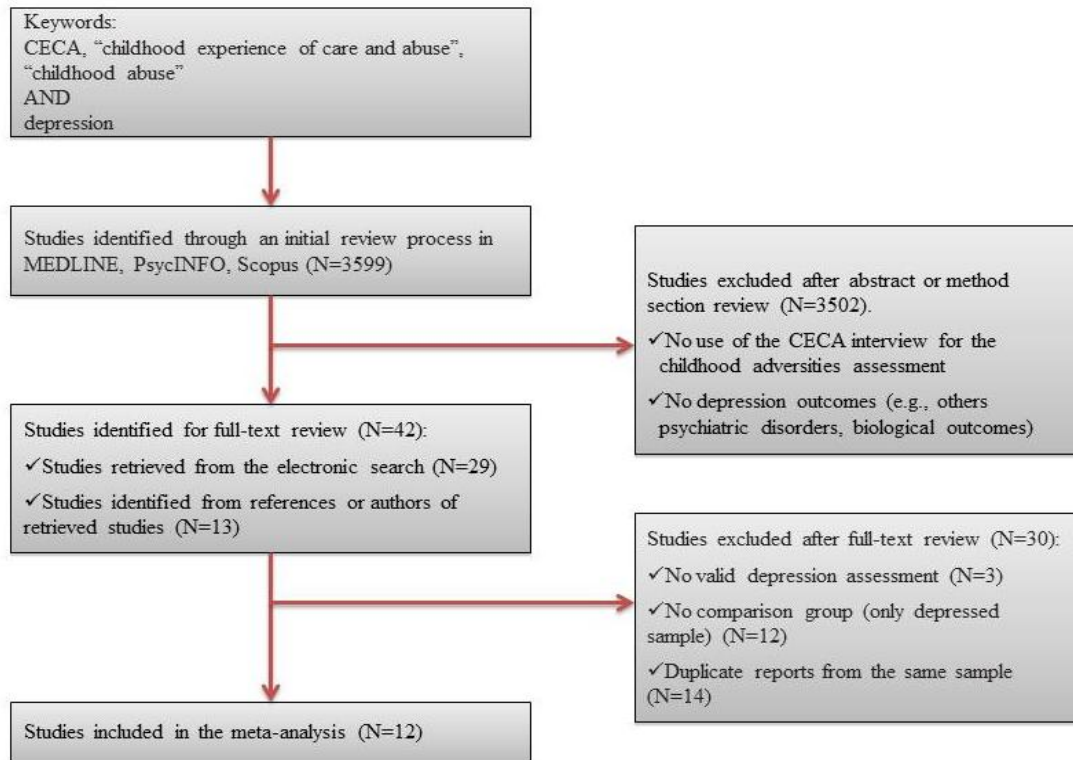 Keywords:
CECA, “childhood experience of care and abuse”,
“childhood abuse”
AND
depression
Studies identified through an initial review process in
MEDLINE, PsycINFO, Scopus (N=3599)
Studies excluded after abstract or method
section review (N=3502).
✓No use of the CECA interview for the
childhood adversities assessment
✓No depression outcomes (e.g., others
psychiatric disorders, biological outcomes)
Studies identified for full-text review (N=42):
✓Studies retrieved from the electronic search (N=29)
✓Studies identified from references or authors of
retrieved studies (N=13)
Studies excluded after full-text review (N=30):
✓No valid depression assessment (N=3)
✓No comparison group (only depressed
sample) (N=12)
✓Duplicate reports from the same sample
(N=14)
Studies included in the meta-analysis (N=12)